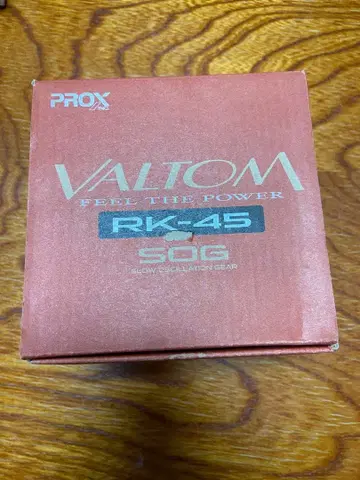 PROX
VALTOM
FEEL THE POWER
RK-45
SOG
SLOW OSCILLATION GEAR